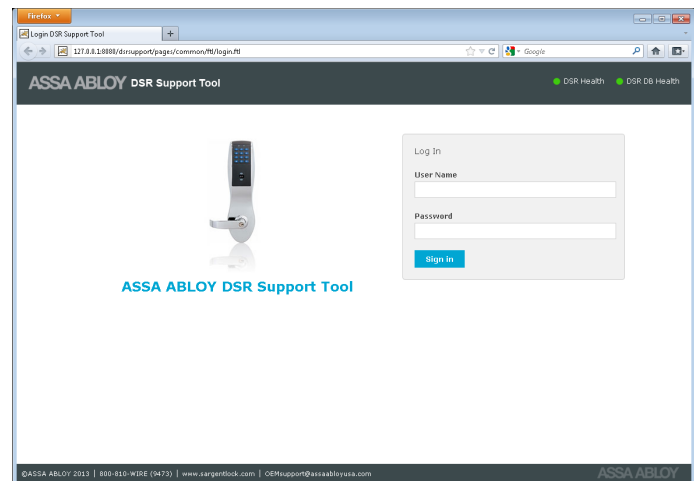 Firefox
Login DSR Support Tool
+
127.0.0.1:8080/dsrsupport/pages/common/ftl/login.ftl
Google
ASSA ABLOY DSR Support Tool
DSR Health
DSR DB Health
Log In
User Name
Password
Sign in
ASSA ABLOY DSR Support Tool
©ASSA ABLOY 2013 | 800-810-WIRE (9473) | www.sargentlock.com | OEMsupport@assaabloyusa.com
ASSA ABLOY